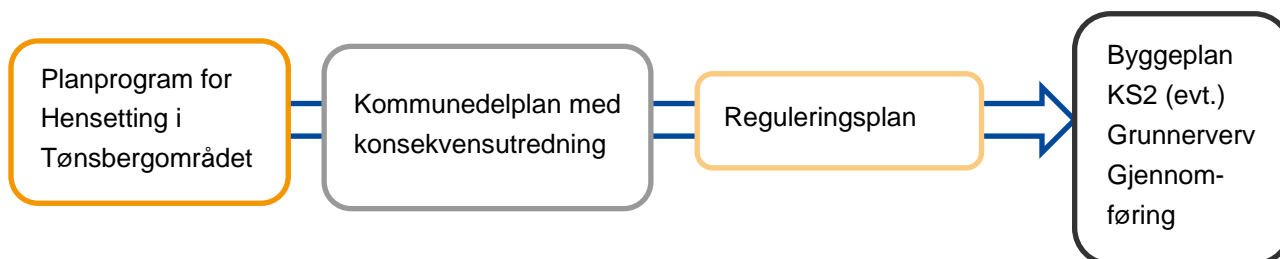 Planprogram for
Hensetting i
Tønsbergområdet
Kommunedelplan med
konsekvensutredning
Reguleringsplan
Byggeplan
KS2 (evt.)
Grunnerverv
Gjennom-
føring